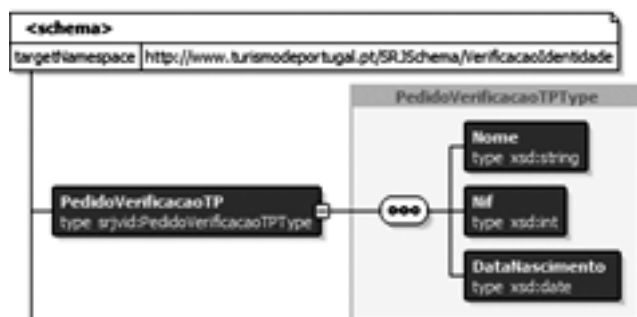 <schema>
targetNamespace http://www.turismodeportugal.pt/SRJSchema/VerificacaoIdentidade
PedidoVerificacaoTPType
Nome
type xsd:string
PedidoVerificacaoTP
type srjvid:PedidoVerificacaoTPType
Nif
type xsd:int
DataNascimento
type xsd:date